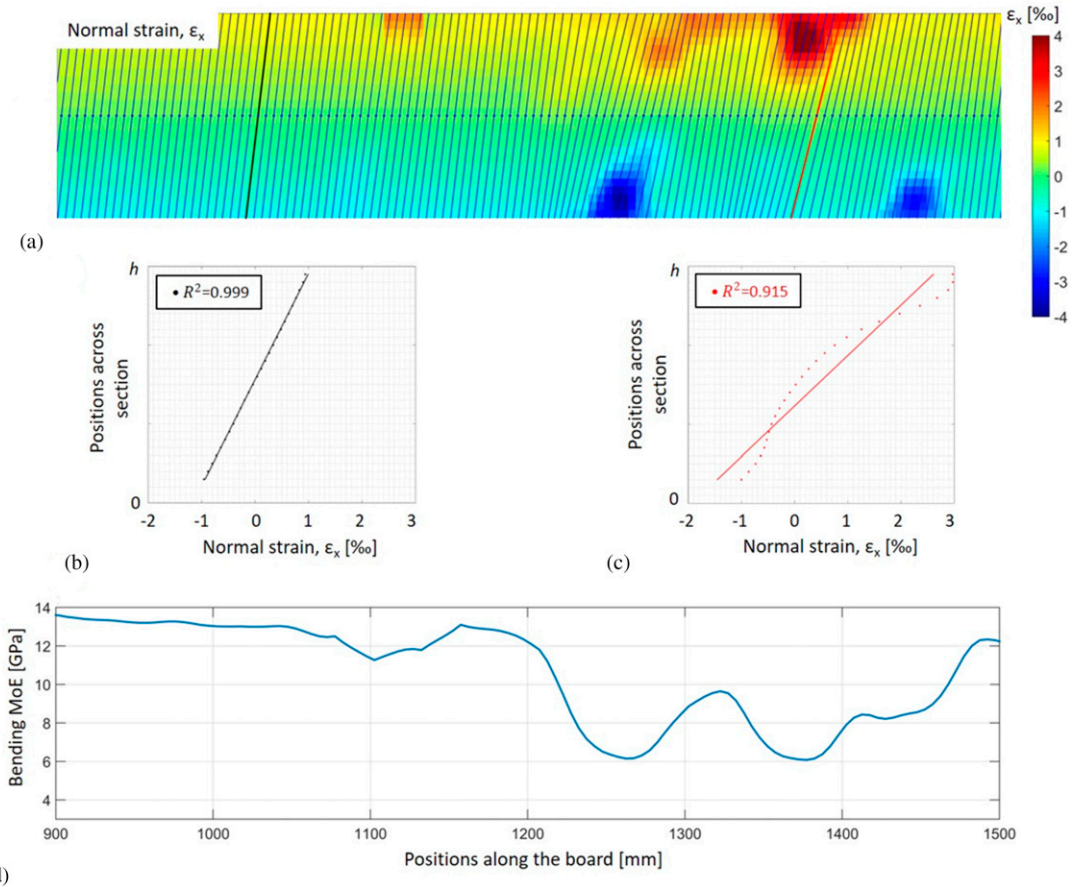 Normal strain, εx
εx [‰]
4
3
2
1
0
-1
-2
-3
-4
(a)
h
R²=0.999
Positions across
section
0
-2 -1 0 1 2 3
Normal strain, εx [‰]
(b)
h
R²=0.915
Positions across
section
0
-2 -1 0 1 2 3
Normal strain, εx [‰]
(c)
14
12
10
8
6
4
Bending MoE [GPa]
900 1000 1100 1200 1300 1400 1500
Positions along the board [mm]
)